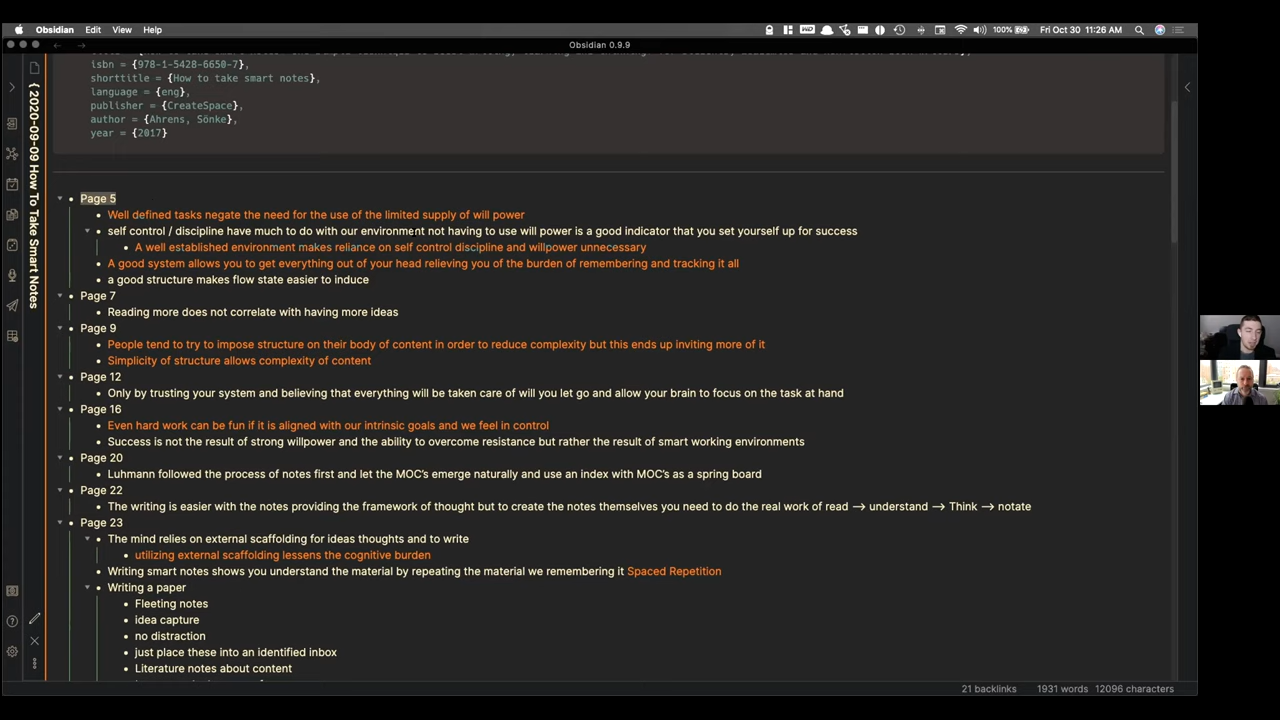 Obsidian Edit View Help
100% Fri Oct 30 11:26 AM
Obsidian 0.9.9
{ 2020-09-09 How To Take Smart Notes
isbn = {978-1-5428-6650-7},
shorttitle = {How to take smart notes},
language = {eng},
publisher = {CreateSpace},
author = {Ahrens, Sönke},
year = {2017}
Page 5
Well defined tasks negate the need for the use of the limited supply of will power
self control / discipline have much to do with our environment not having to use will power is a good indicator that you set yourself up for success
A well established environment makes reliance on self control discipline and willpower unnecessary
A good system allows you to get everything out of your head relieving you of the burden of remembering and tracking it all
a good structure makes flow state easier to induce
Page 7
Reading more does not correlate with having more ideas
Page 9
People tend to try to impose structure on their body of content in order to reduce complexity but this ends up inviting more of it
Simplicity of structure allows complexity of content
Page 12
Only by trusting your system and believing that everything will be taken care of will you let go and allow your brain to focus on the task at hand
Page 16
Even hard work can be fun if it is aligned with our intrinsic goals and we feel in control
Success is not the result of strong willpower and the ability to overcome resistance but rather the result of smart working environments
Page 20
Luhmann followed the process of notes first and let the MOC's emerge naturally and use an index with MOC's as a spring board
Page 22
The writing is easier with the notes providing the framework of thought but to create the notes themselves you need to do the real work of read → understand → Think → notate
Page 23
The mind relies on external scaffolding for ideas thoughts and to write
utilizing external scaffolding lessens the cognitive burden
Writing smart notes shows you understand the material by repeating the material we remembering it Spaced Repetition
Writing a paper
Fleeting notes
idea capture
no distraction
just place these into an identified inbox
Literature notes about content
21 backlinks 1931 words 12096 characters